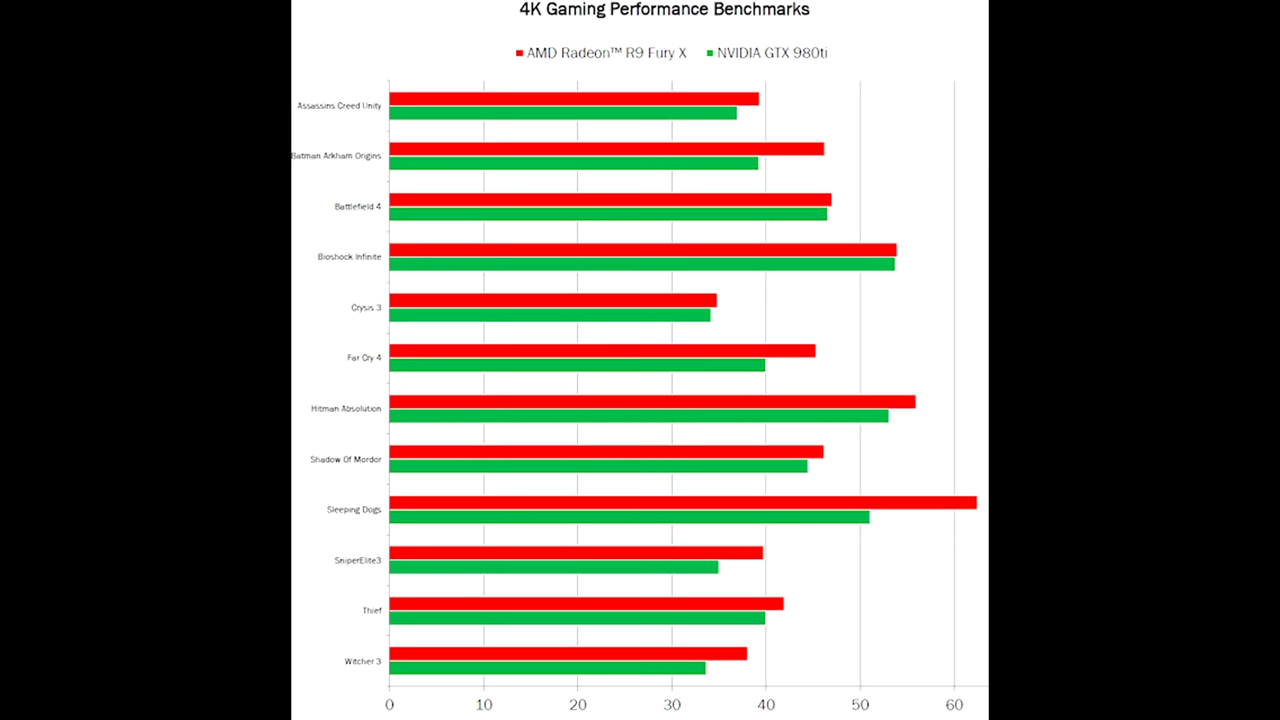 4K Gaming Performance Benchmarks
AMD Radeon™ R9 Fury X NVIDIA GTX 980ti
Assassins Creed Unity
Batman Arkham Origins
Battlefield 4
Bioshock Infinite
Crysis 3
Far Cry 4
Hitman Absolution
Shadow Of Mordor
Sleeping Dogs
SniperElite3
Thief
Witcher 3
0 10 20 30 40 50 60